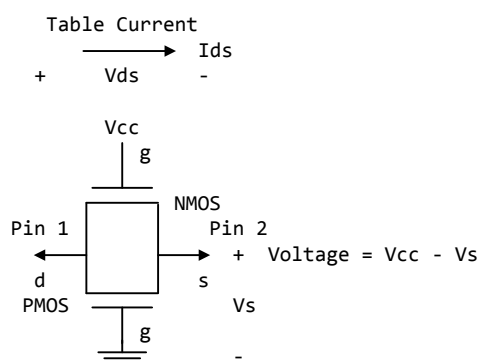 Table Current
Ids
+ Vds -
Vcc
g
NMOS
Pin 1 Pin 2
+ Voltage = Vcc - Vs
d s
PMOS Vs
g
-